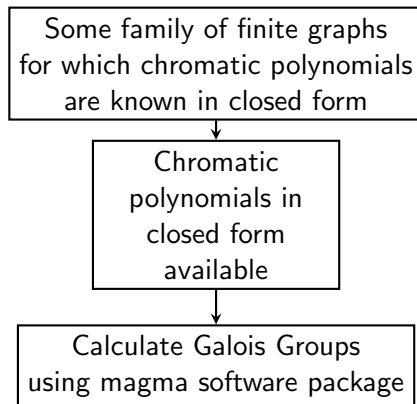 Some family of finite graphs
for which chromatic polynomials
are known in closed form
Chromatic
polynomials in
closed form
available
Calculate Galois Groups
using magma software package